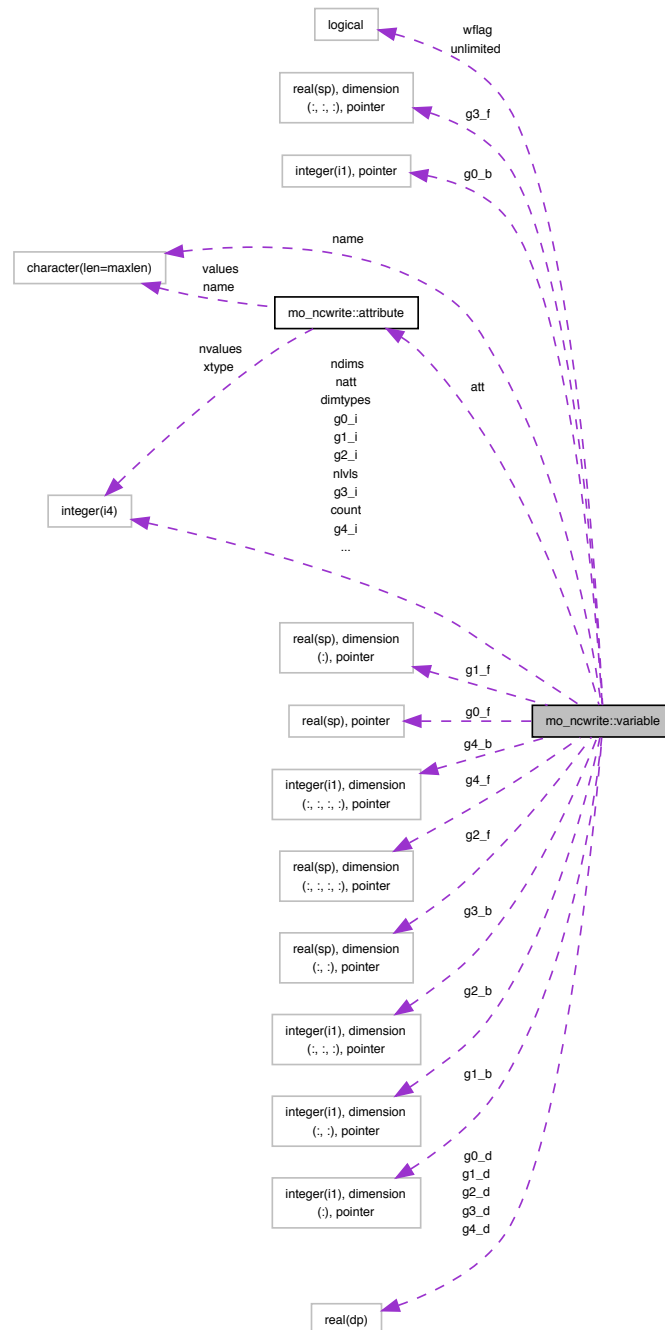 logical
wflag
unlimited
real(sp), dimension
(:, :, :), pointer
g3_f
integer(i1), pointer
g0_b
name
character(len=maxlen)
values
name
mo_ncwrite::attribute
nvalues
xtype
ndims
natt
dimtypes
g0_i
g1_i
g2_i
nlvls
g3_i
count
g4_i
...
att
integer(i4)
real(sp), dimension
(:), pointer
g1_f
real(sp), pointer
g0_f
mo_ncwrite::variable
g4_b
integer(i1), dimension
(:, :, :, :), pointer
g4_f
real(sp), dimension
(:, :, :, :), pointer
g2_f
real(sp), dimension
(:, :), pointer
g3_b
integer(i1), dimension
(:, :, :), pointer
g2_b
integer(i1), dimension
(:, :), pointer
g1_b
integer(i1), dimension
(:), pointer
g0_d
g1_d
g2_d
g3_d
g4_d
real(dp)